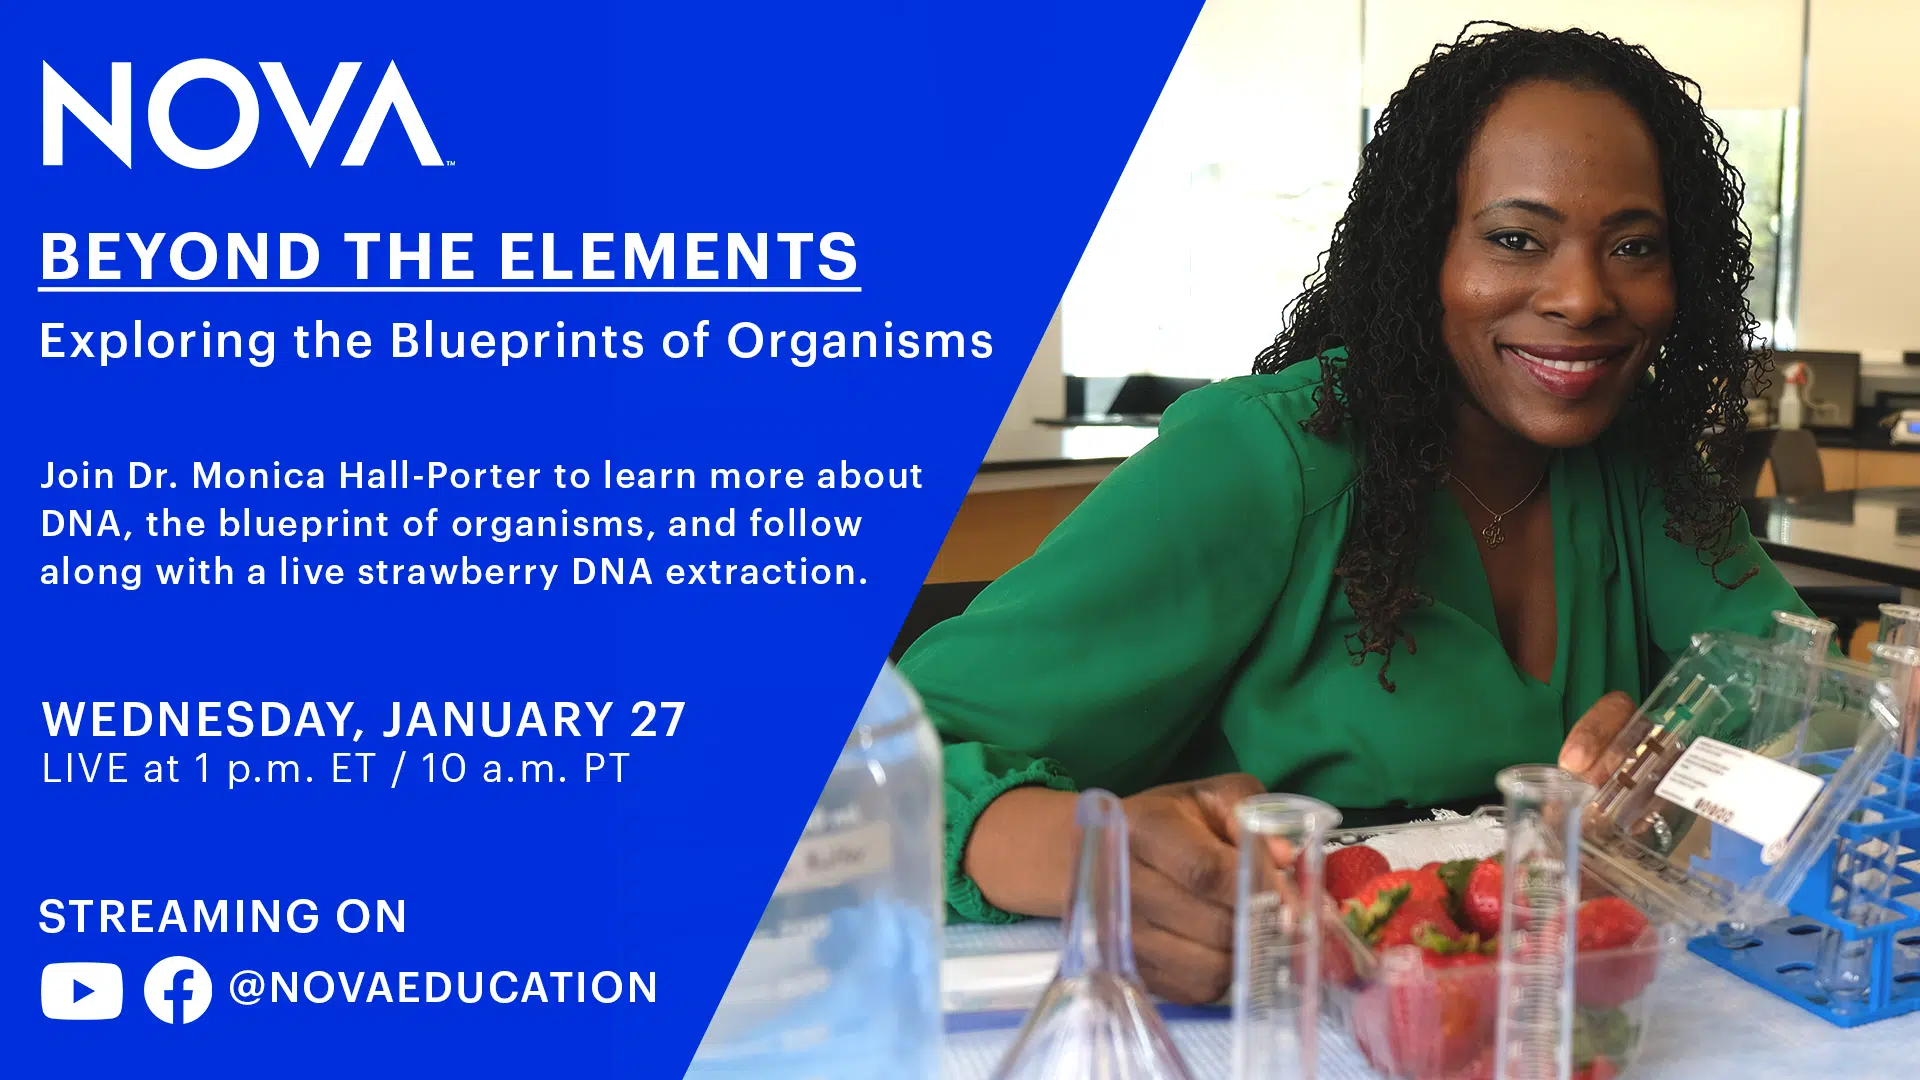 NOVA™
BEYOND THE ELEMENTS
Exploring the Blueprints of Organisms
Join Dr. Monica Hall-Porter to learn more about
DNA, the blueprint of organisms, and follow
along with a live strawberry DNA extraction.
WEDNESDAY, JANUARY 27
LIVE at 1 p.m. ET / 10 a.m. PT
STREAMING ON
@NOVAEDUCATION
Buffer